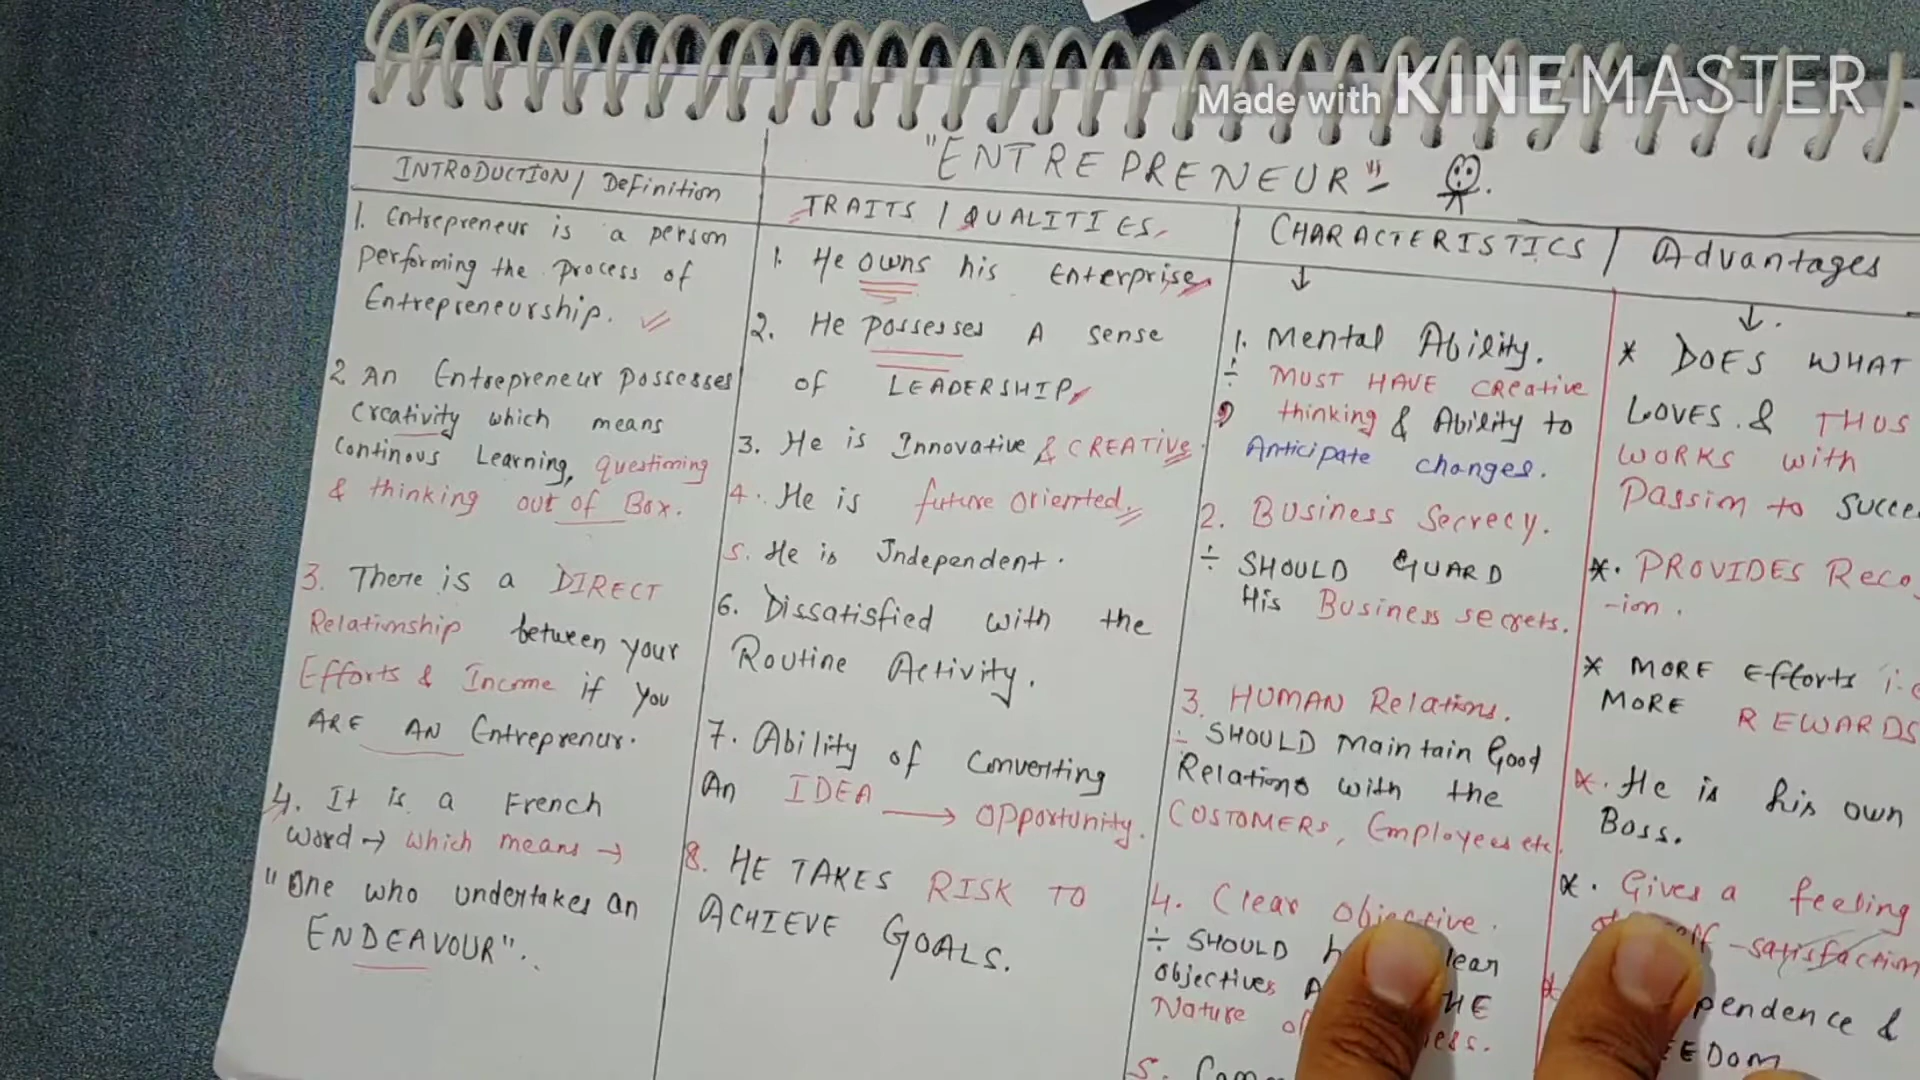 Made with KINEMASTER
"ENTREPRENEUR"
INTRODUCTION / Definition
1. Entrepreneur is a person
performing the process of
Entrepreneurship.
2 An Entrepreneur possesses
Creativity which means
Continous Learning, questioning
& thinking out of Box.
3. There is a DIRECT
Relationship between your
Efforts & Income if you
ARE AN Entreprenur.
4. It is a French
word → which means →
"One who undertakes an
ENDEAVOUR".
TRAITS / QUALITIES
1. He owns his Enterprise
2. He possesses A sense
of LEADERSHIP
3. He is Innovative & CREATIVE.
4. He is future oriented.
5. He is Independent.
6. Dissatisfied with the
Routine Activity.
7. Ability of Converting
An IDEA → opportunity.
8. HE TAKES RISK TO
ACHIEVE GOALS.
CHARACTERISTICS /
↓
1. Mental Ability.
÷ MUST HAVE Creative
thinking & Ability to
Anticipate changes.
2. Business Secrecy.
÷ SHOULD GUARD
His Business secrets.
3. HUMAN Relations.
÷ SHOULD Maintain Good
Relations with the
COSTOMERS, Employees etc.
4. Clear objective.
÷ SHOULD
objectives
Nature
5.
Advantages
↓.
* DOES WHAT
LOVES. & THUS
WORKS with
Passion to
*. PROVIDES
-ion.
* MORE Efforts
MORE REWARDS
*. He is his own
Boss.
*. Gives a feeling
-satisfaction
&